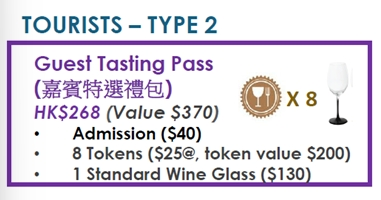 TOURISTS – TYPE 2
Guest Tasting Pass
(嘉賓特選禮包)
HK$268 (Value $370)
X 8
• Admission ($40)
• 8 Tokens ($25@, token value $200)
• 1 Standard Wine Glass ($130)